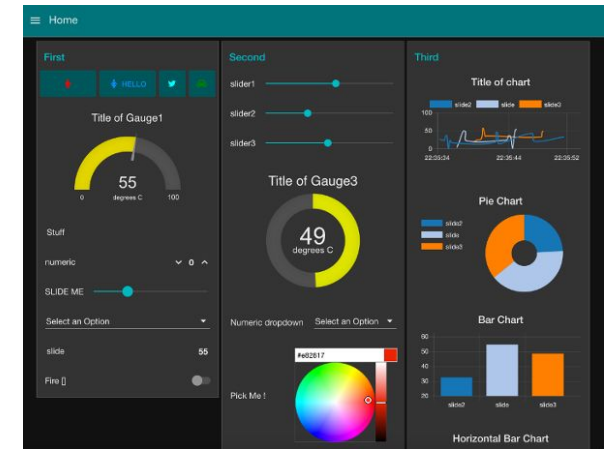 Home
First
HELLO
Title of Gauge1
55
degrees C
0
100
Stuff
numeric
0
SLIDE ME
Select an Option
slide
55
Fire []
Second
slider1
slider2
slider3
Title of Gauge3
49
degrees C
Numeric dropdown
Select an Option
#e82817
Pick Me !
Third
Title of chart
slide2 slide slide3
100
50
0
22:35:34 22:35:44 22:35:52
Pie Chart
slide2
slide
slide3
Bar Chart
60
50
40
30
20
slide2 slide slide3
Horizontal Bar Chart